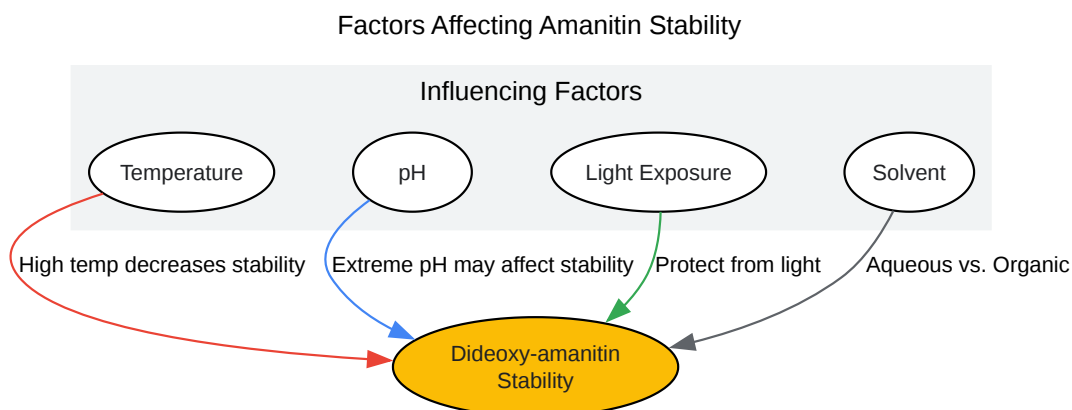 Factors Affecting Amanitin Stability
Influencing Factors
Temperature
pH
Light Exposure
Solvent
High temp decreases stability
Extreme pH may affect stability
Protect from light
Aqueous vs. Organic
Dideoxy-amanitin
Stability